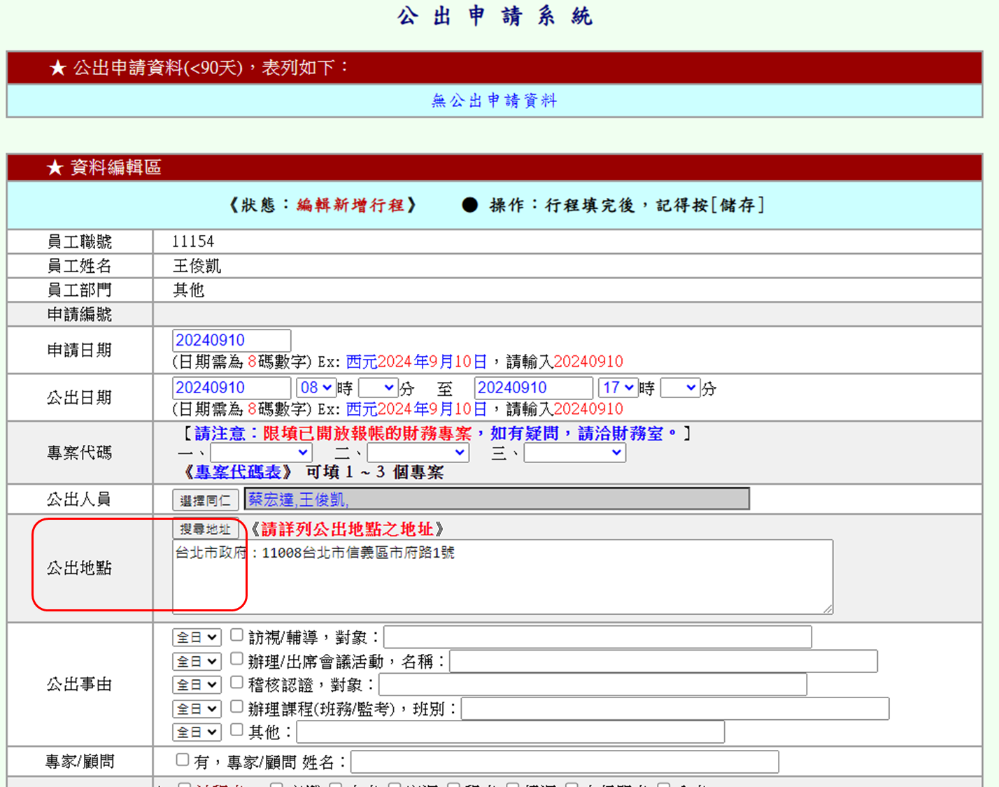 公出申請系統
★ 公出申請資料(<90天)，表列如下：
無公出申請資料
★ 資料編輯區
《狀態：編輯新增行程》 ● 操作：行程填完後，記得按[儲存]
員工職號 11154
員工姓名 王俊凱
員工部門 其他
申請編號
申請日期 20240910
(日期需為 8碼數字) Ex: 西元2024年9月10日，請輸入20240910
公出日期 20240910 08 時 分 至 20240910 17 時 分
(日期需為 8碼數字) Ex: 西元2024年9月10日，請輸入20240910
【請注意：限填已開放報帳的財務專案，如有疑問，請洽財務室。】
專案代碼 一、 二、 三、
《專案代碼表》 可填 1 ~ 3 個專案
公出人員 選擇同仁 蔡宏達,王俊凱,
搜尋地址 《請詳列公出地點之地址》
公出地點 台北市政府：11008台北市信義區市府路1號
全日 訪視/輔導，對象：
全日 辦理/出席會議活動，名稱：
公出事由 全日 稽核認證，對象：
全日 辦理課程(班務/監考)，班別：
全日 其他：
專家/顧問 有，專家/顧問 姓名：